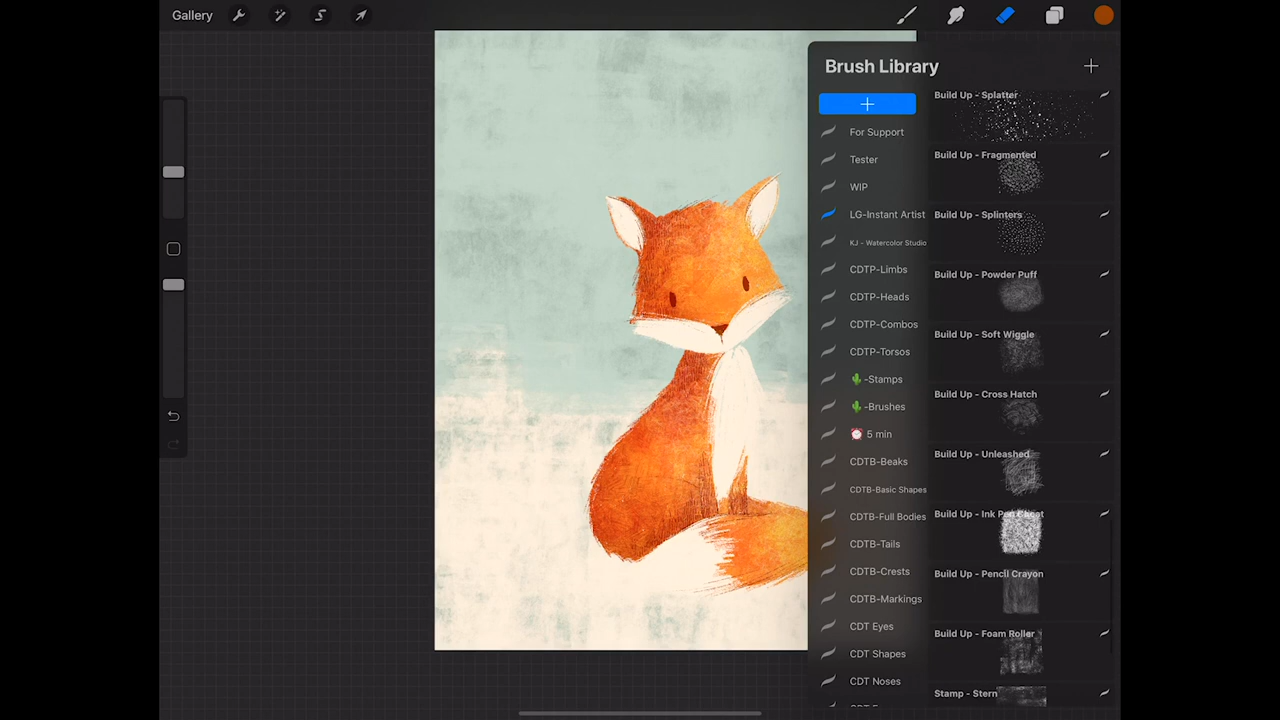 Gallery
Brush Library
For Support
Tester
WIP
LG-Instant Artist
KJ - Watercolor Studio
CDTP-Limbs
CDTP-Heads
CDTP-Combos
CDTP-Torsos
🌵-Stamps
🌵-Brushes
⏰ 5 min
CDTB-Beaks
CDTB-Basic Shapes
CDTB-Full Bodies
CDTB-Tails
CDTB-Crests
CDTB-Markings
CDT Eyes
CDT Shapes
CDT Noses
Build Up - Splatter
Build Up - Fragmented
Build Up - Splinters
Build Up - Powder Puff
Build Up - Soft Wiggle
Build Up - Cross Hatch
Build Up - Unleashed
Build Up - Ink Pen Cheat
Build Up - Pencil Crayon
Build Up - Foam Roller
Stamp - Stern